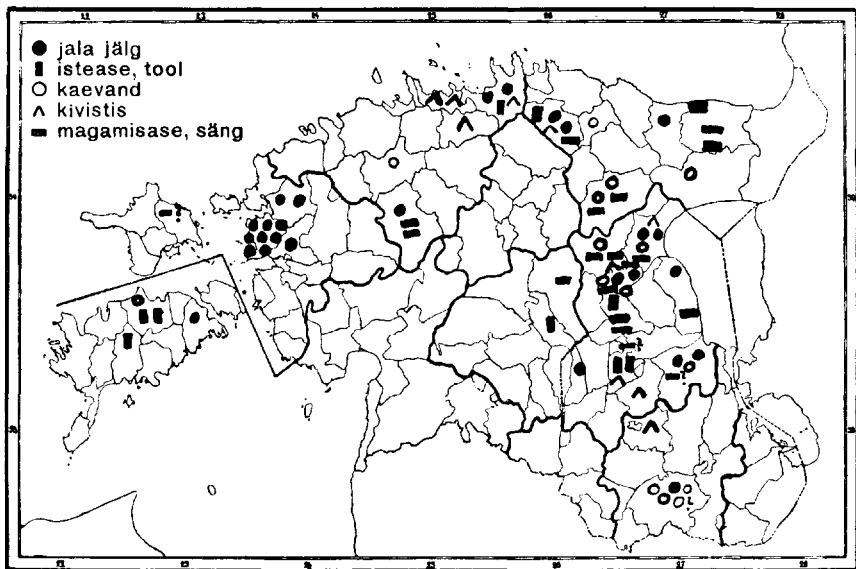 jala jälg
istease, tool
kaevand
kivistis
magamisase, säng